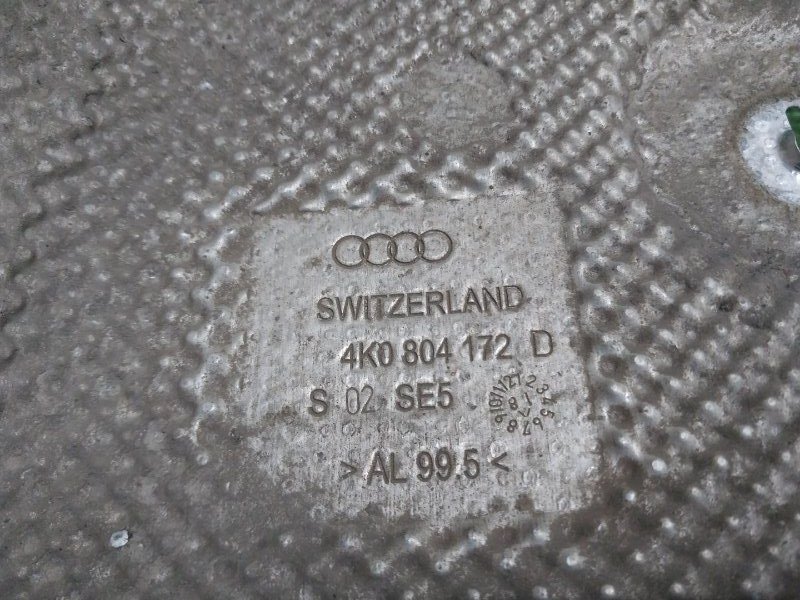 SWITZERLAND
4K0 804 172 D
S 02 SE5
> AL 99.5 <